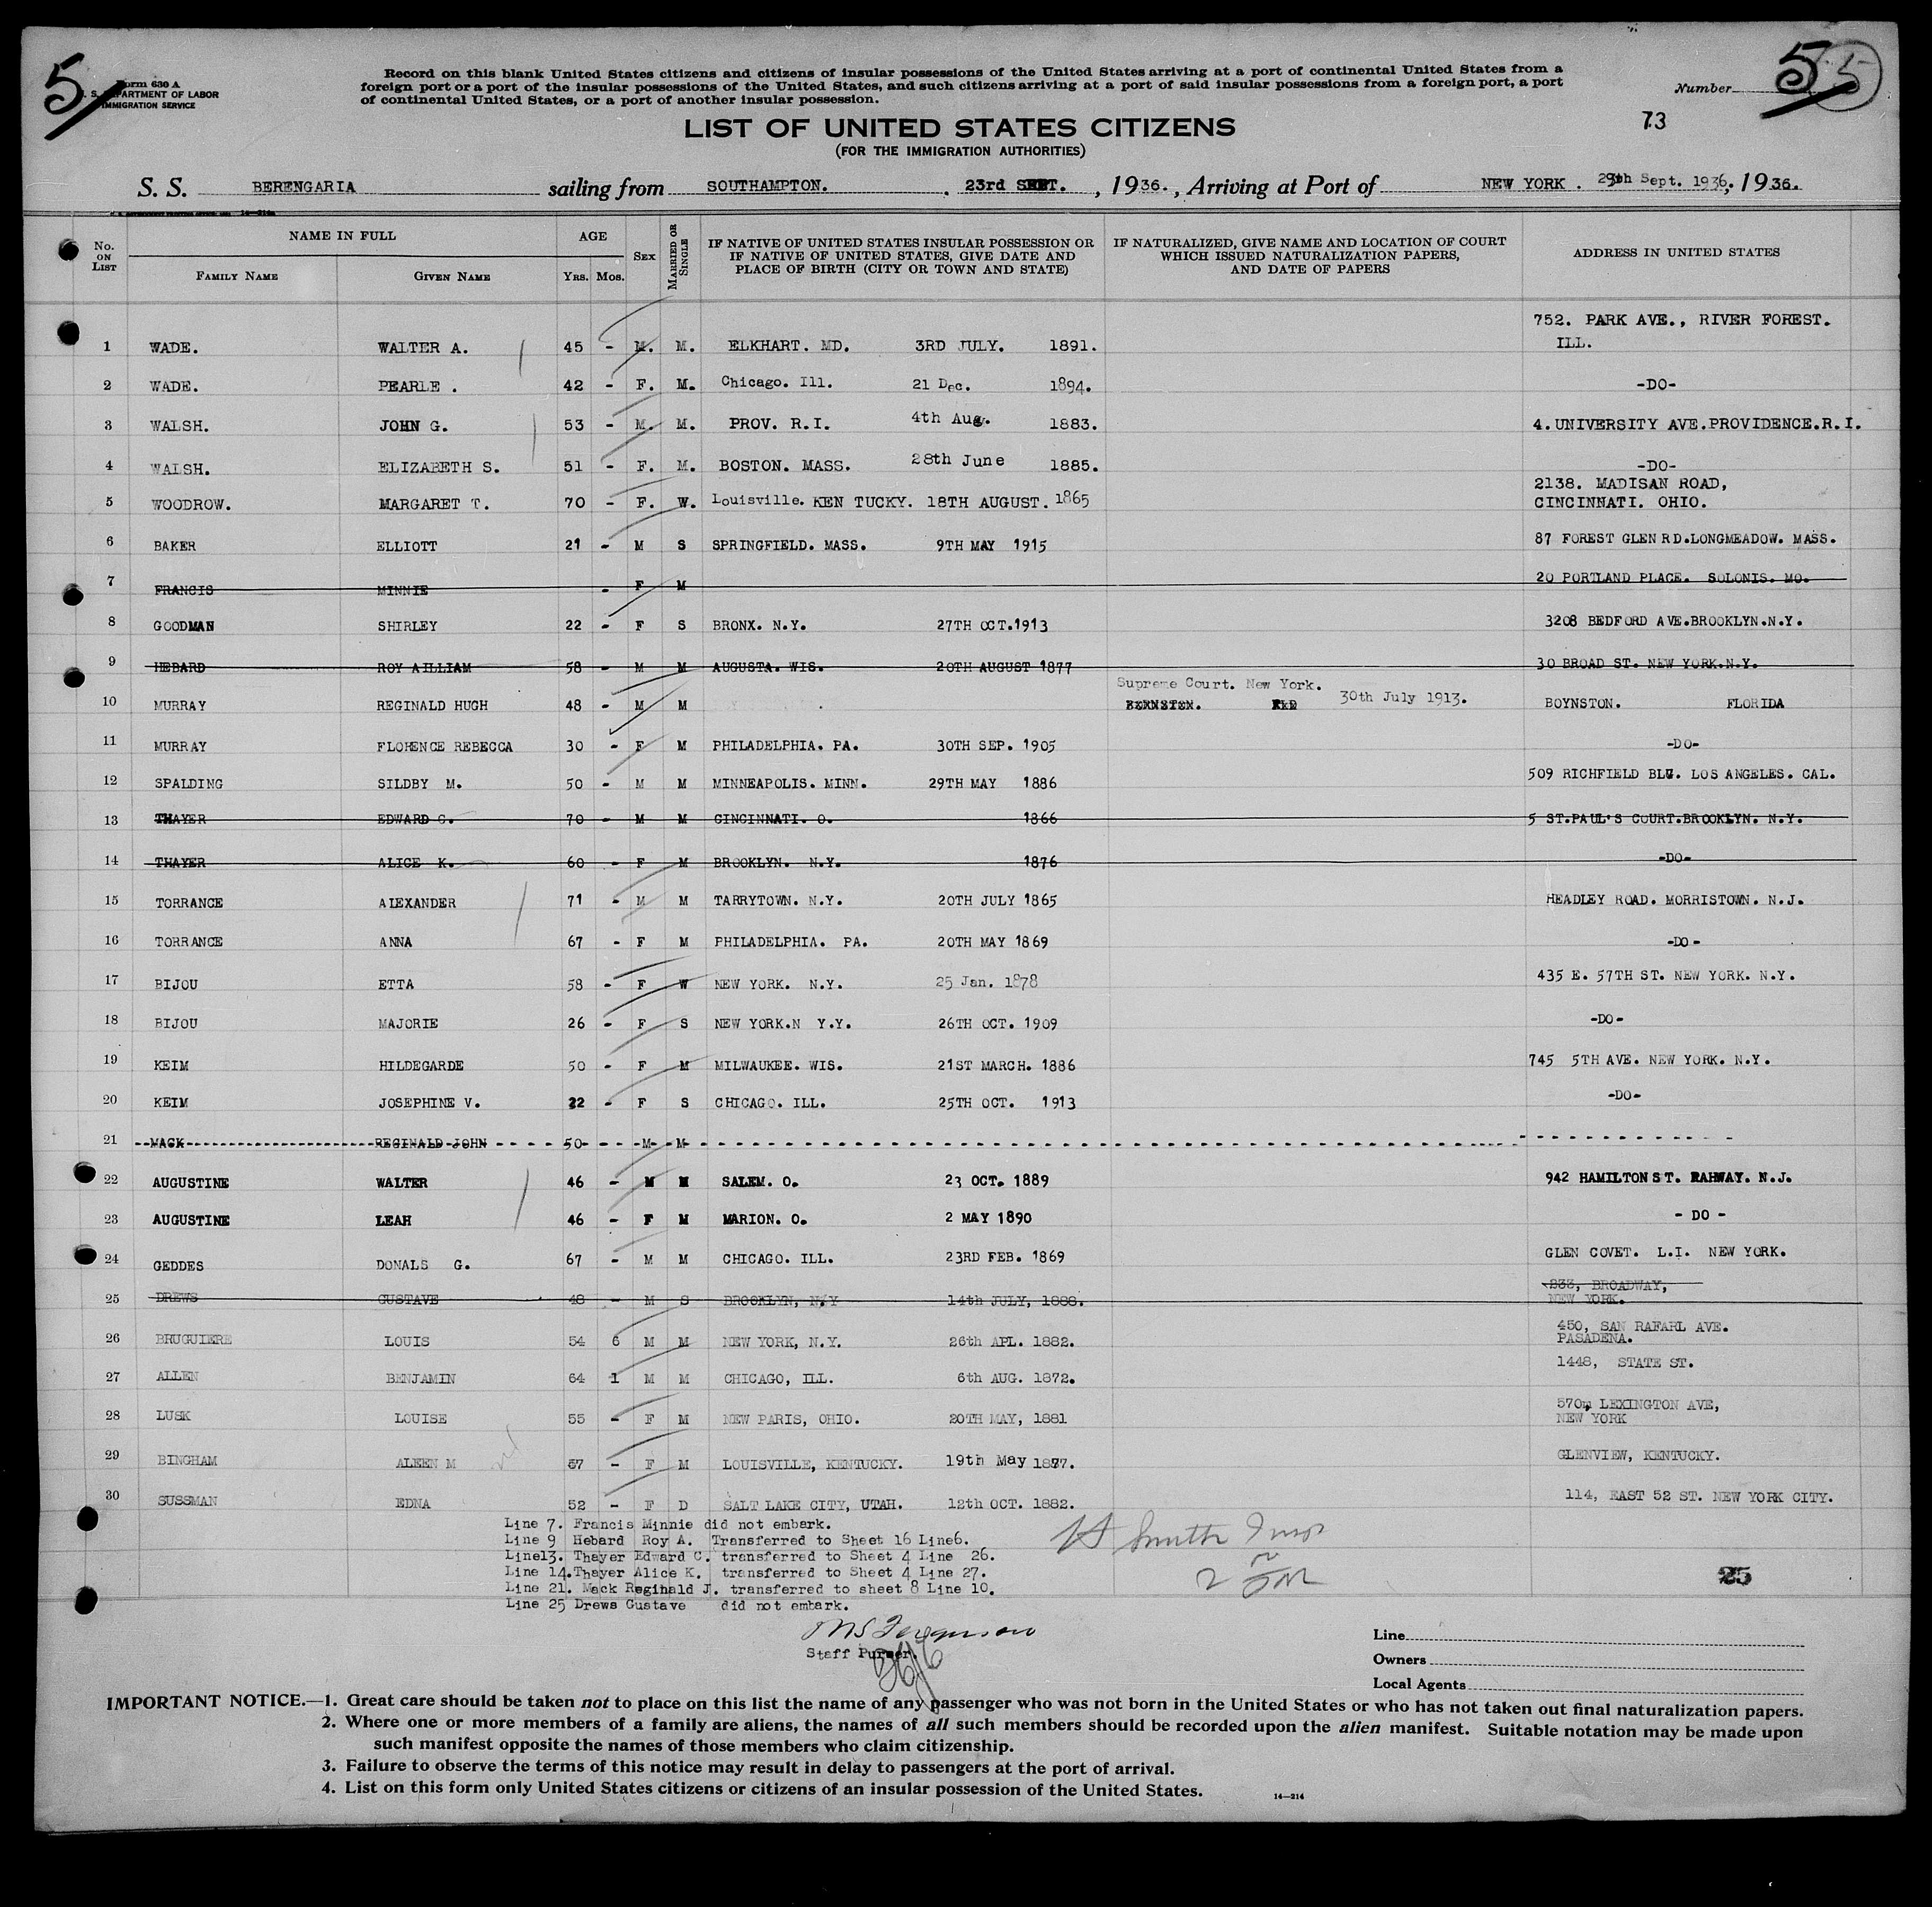 5
Form 630 A
U. S. DEPARTMENT OF LABOR
IMMIGRATION SERVICE
Record on this blank United States citizens and citizens of insular possessions of the United States arriving at a port of continental United States from a
foreign port or a port of the insular possessions of the United States, and such citizens arriving at a port of said insular possessions from a foreign port, a port
of continental United States, or a port of another insular possession.
Number 5 5
73
LIST OF UNITED STATES CITIZENS
(FOR THE IMMIGRATION AUTHORITIES)
S. S. BERENGARIA sailing from SOUTHAMPTON. 23rd SEPT. , 1936. , Arriving at Port of NEW YORK . 29th Sept. 1936, 1936.
No. ON LIST NAME IN FULL FAMILY NAME GIVEN NAME AGE YRS. MOS. SEX MARRIED OR SINGLE
IF NATIVE OF UNITED STATES INSULAR POSSESSION OR
IF NATIVE OF UNITED STATES, GIVE DATE AND
PLACE OF BIRTH (CITY OR TOWN AND STATE)
IF NATURALIZED, GIVE NAME AND LOCATION OF COURT
WHICH ISSUED NATURALIZATION PAPERS,
AND DATE OF PAPERS
ADDRESS IN UNITED STATES
752. PARK AVE., RIVER FOREST.
1 WADE. WALTER A. 45 - M. M. ELKHART. MD. 3RD JULY. 1891. ILL.
2 WADE. PEARLE . 42 - F. M. Chicago. Ill. 21 Dec. 1894. -DO-
3 WALSH. JOHN G. 53 - M. M. PROV. R.I. 4th Aug. 1883. 4.UNIVERSITY AVE.PROVIDENCE.R.I.
4 WALSH. ELIZABETH S. 51 - F. M. BOSTON. MASS. 28th June 1885. -DO-
2138. MADISAN ROAD,
5 WOODROW. MARGARET T. 70 - F. W. Louisville. KEN TUCKY. 18TH AUGUST. 1865 CINCINNATI. OHIO.
6 BAKER ELLIOTT 21 - M S SPRINGFIELD. MASS. 9TH MAY 1915 87 FOREST GLEN RD.LONGMEADOW. MASS.
7 FRANCIS MINNIE - F M 20 PORTLAND PLACE. SOLONIS. MO.
8 GOODMAN SHIRLEY 22 - F S BRONX. N.Y. 27TH OCT.1913 3208 BEDFORD AVE.BROOKLYN.N.Y.
9 HEBARD ROY AILLIAM 58 - M M AUGUSTA. WIS. 20TH AUGUST 1877 30 BROAD ST. NEW YORK.N.Y.
Supreme Court. New York.
10 MURRAY REGINALD HUGH 48 - M M BERNSTEN. 30th July 1913. BOYNSTON. FLORIDA
11 MURRAY FLORENCE REBECCA 30 - F M PHILADELPHIA. PA. 30TH SEP. 1905 -DO-
12 SPALDING SILDBY M. 50 - M M MINNEAPOLIS. MINN. 29TH MAY 1886 509 RICHFIELD BLG. LOS ANGELES. CAL.
13 THAYER EDWARD C. 70 - M M CINCINNATI. O. 1866 5 ST.PAUL'S COURT.BROOKLYN. N.Y.
14 THAYER ALICE K. 60 - F M BROOKLYN. N.Y. 1876 -DO-
15 TORRANCE ALEXANDER 71 - M M TARRYTOWN. N.Y. 20TH JULY 1865 HEADLEY ROAD. MORRISTOWN. N.J.
16 TORRANCE ANNA 67 - F M PHILADELPHIA. PA. 20TH MAY 1869 -DO-
17 BIJOU ETTA 58 - F W NEW YORK. N.Y. 25 Jan. 1878 435 E. 57TH ST. NEW YORK. N.Y.
18 BIJOU MAJORIE 26 - F S NEW YORK.N Y.Y. 26TH OCT. 1909 -DO-
19 KEIM HILDEGARDE 50 - F M MILWAUKEE. WIS. 21ST MARCH. 1886 745 5TH AVE. NEW YORK. N.Y.
20 KEIM JOSEPHINE V. 22 - F S CHICAGO. ILL. 25TH OCT. 1913 -DO-
21 MACK REGINALD JOHN 50 - M M
22 AUGUSTINE WALTER 46 - M M SALEM. O. 23 OCT. 1889 942 HAMILTON ST. RAHWAY. N.J.
23 AUGUSTINE LEAH 46 - F M MARION. O. 2 MAY 1890 - DO -
24 GEDDES DONALS G. 67 - M M CHICAGO. ILL. 23RD FEB. 1869 GLEN COVET. L.I. NEW YORK.
233, BROADWAY,
25 DREWS GUSTAVE 48 - M S BROOKLYN, N/Y 14th JULY, 1888. NEW YORK.
450, SAN RAFARL AVE.
26 BRUGUIERE LOUIS 54 6 M M NEW YORK, N.Y. 26th APL. 1882. PASADENA.
27 ALLEN BENJAMIN 64 1 M M CHICAGO, ILL. 6th AUG. 1872. 1448, STATE ST.
570, LEXINGTON AVE,
28 LUSK LOUISE 55 - F M NEW PARIS, OHIO. 20TH MAY, 1881 NEW YORK
29 BINGHAM ALEEN M 57 - F M LOUISVILLE, KENTUCKY. 19th May 1877. GLENVIEW, KENTUCKY.
30 SUSSMAN EDNA 52 - F D SALT LAKE CITY, UTAH. 12th OCT. 1882. 114, EAST 52 ST. NEW YORK CITY.
Line 7. Francis Minnie did not embark.
Line 9 Hebard Roy A. Transferred to Sheet 16 Line6.
Line13. Thayer Edward C. transferred to Sheet 4 Line 26.
Line 14.Thayer Alice K. transferred to Sheet 4 Line 27.
Line 21. Mack Reginald J. transferred to sheet 8 Line 10.
Line 25 Drews Gustave did not embark.
25
Staff Purser.
Line
Owners
Local Agents
IMPORTANT NOTICE.—1. Great care should be taken not to place on this list the name of any passenger who was not born in the United States or who has not taken out final naturalization papers.
2. Where one or more members of a family are aliens, the names of all such members should be recorded upon the alien manifest. Suitable notation may be made upon
such manifest opposite the names of those members who claim citizenship.
3. Failure to observe the terms of this notice may result in delay to passengers at the port of arrival.
4. List on this form only United States citizens or citizens of an insular possession of the United States.
14—214